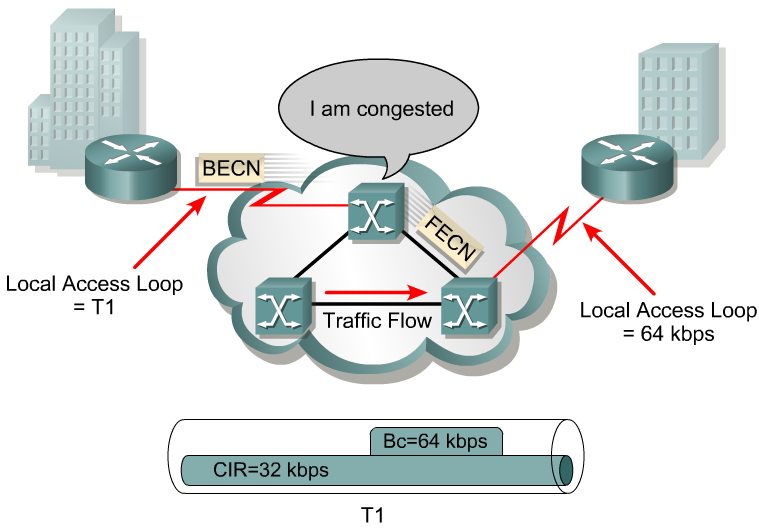 I am congested
BECN
FECN
Local Access Loop
= T1
Traffic Flow
Local Access Loop
= 64 kbps
Bc=64 kbps
CIR=32 kbps
T1